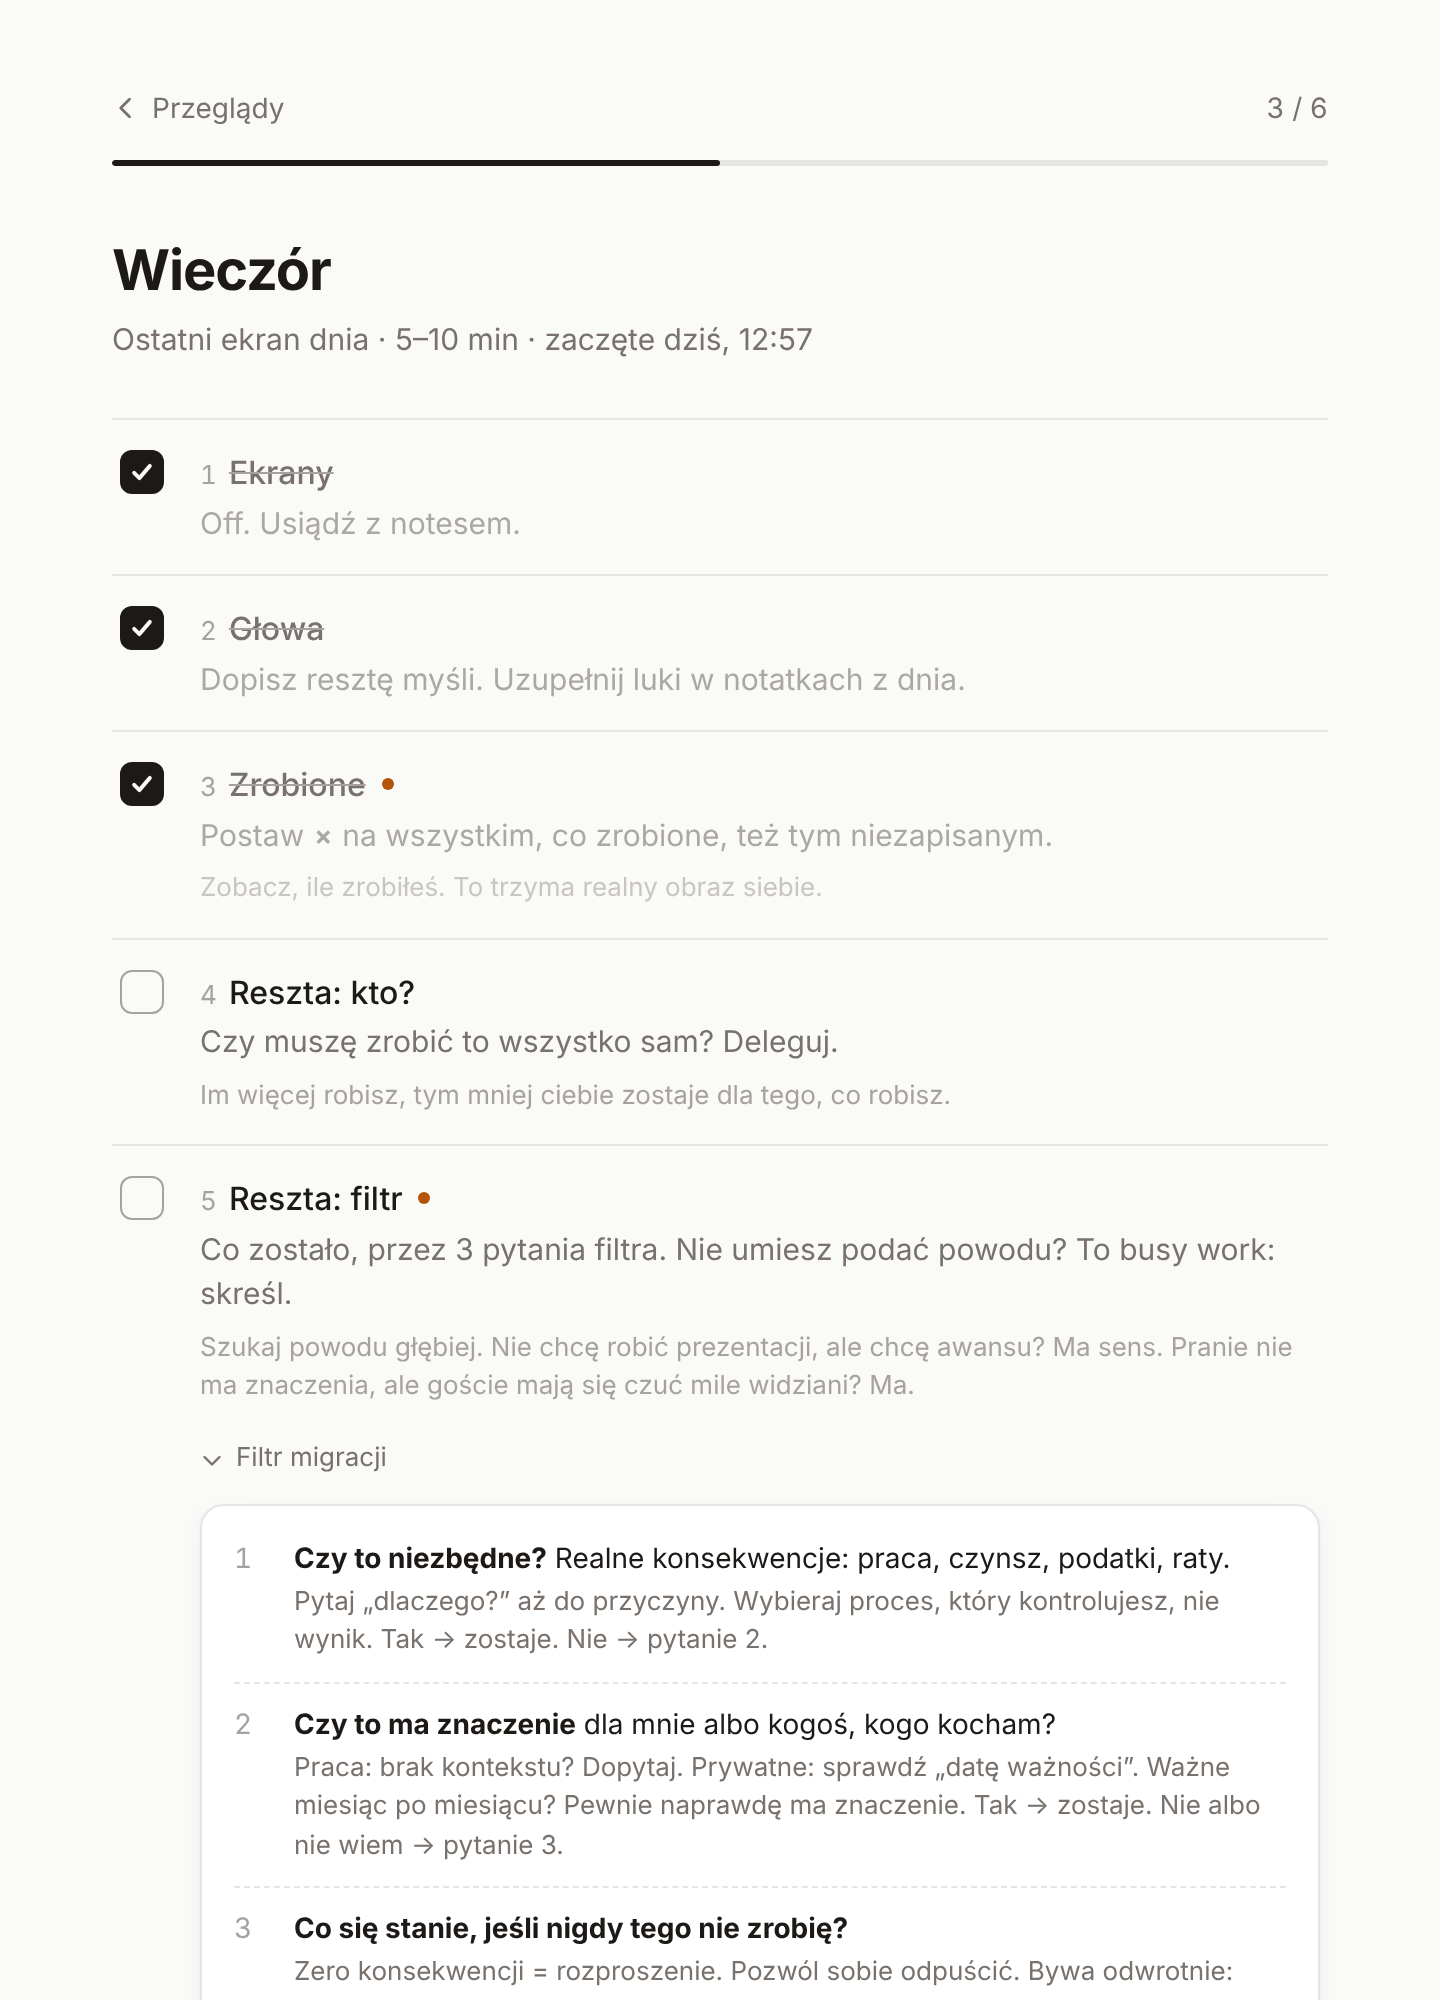 Przeglądy
3 / 6
Wieczór
Ostatni ekran dnia · 5–10 min · zaczęte dziś, 12:57
1 Ekrany
Off. Usiądź z notesem.
2 Głowa
Dopisz resztę myśli. Uzupełnij luki w notatkach z dnia.
3 Zrobione
Postaw × na wszystkim, co zrobione, też tym niezapisanym.
Zobacz, ile zrobiłeś. To trzyma realny obraz siebie.
4 Reszta: kto?
Czy muszę zrobić to wszystko sam? Deleguj.
Im więcej robisz, tym mniej ciebie zostaje dla tego, co robisz.
5 Reszta: filtr
Co zostało, przez 3 pytania filtra. Nie umiesz podać powodu? To busy work:
skreśl.
Szukaj powodu głębiej. Nie chcę robić prezentacji, ale chcę awansu? Ma sens. Pranie nie
ma znaczenia, ale goście mają się czuć mile widziani? Ma.
Filtr migracji
1 Czy to niezbędne? Realne konsekwencje: praca, czynsz, podatki, raty.
Pytaj „dlaczego?” aż do przyczyny. Wybieraj proces, który kontrolujesz, nie
wynik. Tak → zostaje. Nie → pytanie 2.
2 Czy to ma znaczenie dla mnie albo kogoś, kogo kocham?
Praca: brak kontekstu? Dopytaj. Prywatne: sprawdź „datę ważności”. Ważne
miesiąc po miesiącu? Pewnie naprawdę ma znaczenie. Tak → zostaje. Nie albo
nie wiem → pytanie 3.
3 Co się stanie, jeśli nigdy tego nie zrobię?
Zero konsekwencji = rozproszenie. Pozwól sobie odpuścić. Bywa odwrotnie: